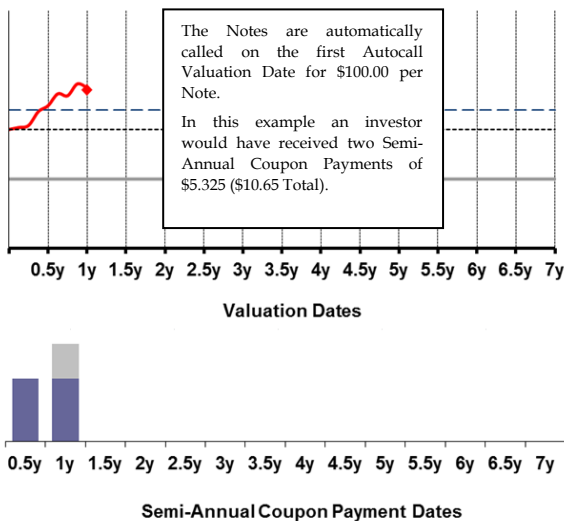 The Notes are automatically
called on the first Autocall
Valuation Date for $100.00 per
Note.
In this example an investor
would have received two Semi-
Annual Coupon Payments of
$5.325 ($10.65 Total).
0.5y 1y 1.5y 2y 2.5y 3y 3.5y 4y 4.5y 5y 5.5y 6y 6.5y 7y
Valuation Dates
0.5y 1y 1.5y 2y 2.5y 3y 3.5y 4y 4.5y 5y 5.5y 6y 6.5y 7y
Semi-Annual Coupon Payment Dates